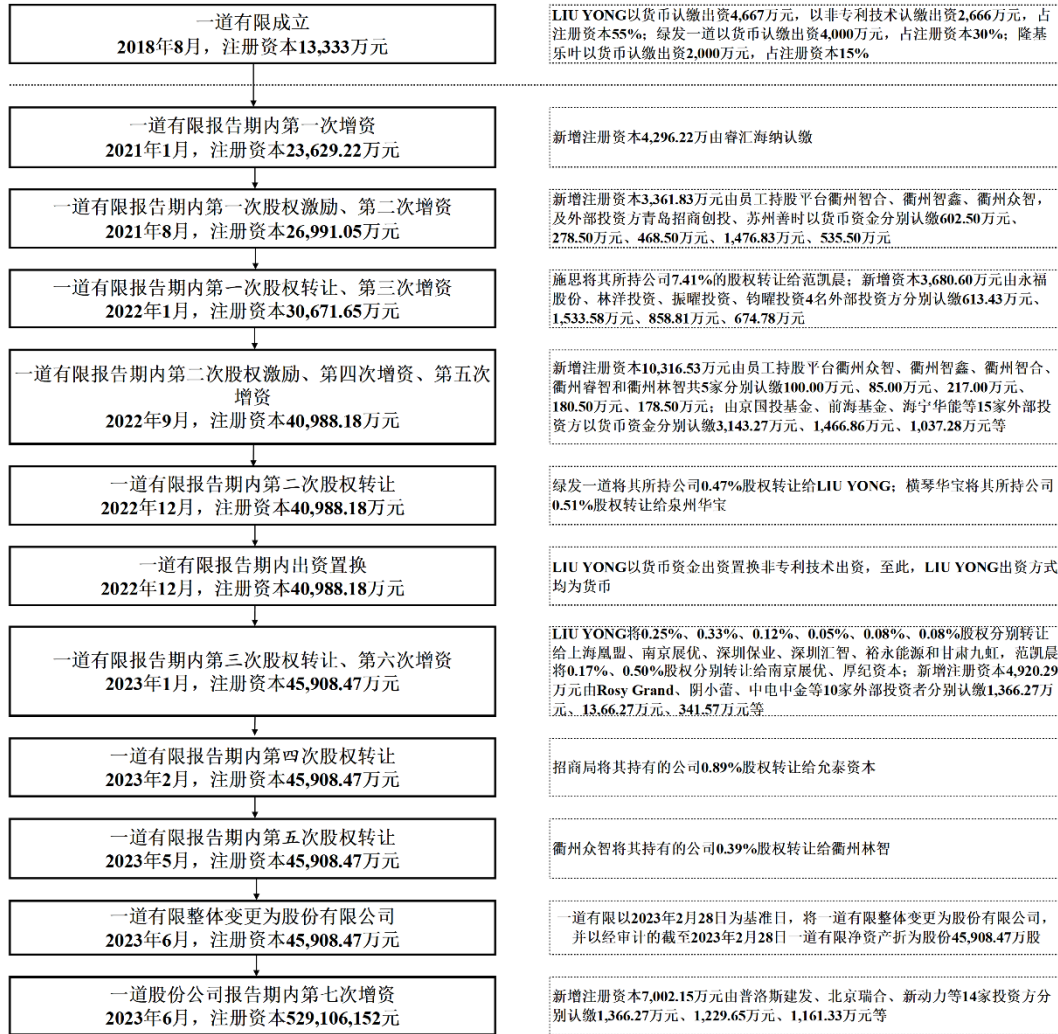 一道有限成立
2018年8月，注册资本13,333万元
LIU YONG以货币认缴出资4,667万元，以非专利技术认缴出资2,666万元，占
注册资本55%；绿发一道以货币认缴出资4,000万元，占注册资本30%；隆基
乐叶以货币认缴出资2,000万元，占注册资本15%
一道有限报告期内第一次增资
2021年1月，注册资本23,629.22万元
新增注册资本4,296.22万由睿汇海纳认缴
一道有限报告期内第一次股权激励、第二次增资
2021年8月，注册资本26,991.05万元
新增注册资本3,361.83万元由员工持股平台衢州智合、衢州智鑫、衢州众智，
及外部投资方青岛招商创投、苏州善时以货币资金分别认缴602.50万元、
278.50万元、468.50万元、1,476.83万元、535.50万元
一道有限报告期内第一次股权转让、第三次增资
2022年1月，注册资本30,671.65万元
施思将其所持公司7.41%的股权转让给范凯晨；新增资本3,680.60万元由永福
股份、林洋投资、振曜投资、钧曜投资4名外部投资方分别认缴613.43万元、
1,533.58万元、858.81万元、674.78万元
一道有限报告期内第二次股权激励、第四次增资、第五次
增资
2022年9月，注册资本40,988.18万元
新增注册资本10,316.53万元由员工持股平台衢州众智、衢州智鑫、衢州智合、
衢州睿智和衢州林智共5家分别认缴100.00万元、85.00万元、217.00万元、
180.50万元、178.50万元；由京国投基金、前海基金、海宁华能等15家外部投
资方以货币资金分别认缴3,143.27万元、1,466.86万元、1,037.28万元等
一道有限报告期内第二次股权转让
2022年12月，注册资本40,988.18万元
绿发一道将其所持公司0.47%股权转让给LIU YONG；横琴华宝将其所持公司
0.51%股权转让给泉州华宝
一道有限报告期内出资置换
2022年12月，注册资本40,988.18万元
LIU YONG以货币资金出资置换非专利技术出资，至此，LIU YONG出资方式
均为货币
一道有限报告期内第三次股权转让、第六次增资
2023年1月，注册资本45,908.47万元
LIU YONG将0.25%、0.33%、0.12%、0.05%、0.08%、0.08%股权分别转让
给上海凰盟、南京展优、深圳保业、深圳汇智、裕永能源和甘肃九虹，范凯晨
将0.17%、0.50%股权分别转让给南京展优、厚纪资本；新增注册资本4,920.29
万元由Rosy Grand、阴小蕾、中电中金等10家外部投资者分别认缴1,366.27万
元、13,66.27万元、341.57万元等
一道有限报告期内第四次股权转让
2023年2月，注册资本45,908.47万元
招商局将其持有的公司0.89%股权转让给允泰资本
一道有限报告期内第五次股权转让
2023年5月，注册资本45,908.47万元
衢州众智将其持有的公司0.39%股权转让给衢州林智
一道有限整体变更为股份有限公司
2023年6月，注册资本45,908.47万元
一道有限以2023年2月28日为基准日，将一道有限整体变更为股份有限公司，
并以经审计的截至2023年2月28日一道有限净资产折为股份45,908.47万股
一道股份公司报告期内第七次增资
2023年6月，注册资本529,106,152元
新增注册资本7,002.15万元由普洛斯建发、北京瑞合、新动力等14家投资方分
别认缴1,366.27万元、1,229.65万元、1,161.33万元等